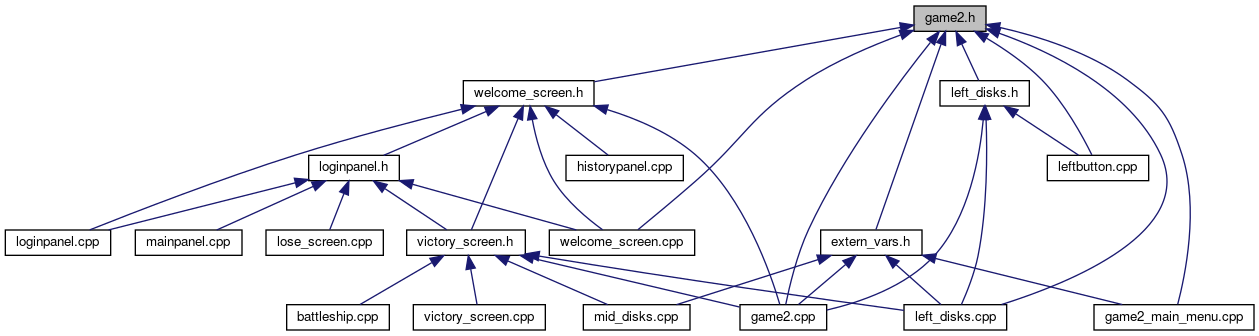 game2.h
welcome_screen.h
left_disks.h
loginpanel.h
historypanel.cpp
leftbutton.cpp
loginpanel.cpp
mainpanel.cpp
lose_screen.cpp
victory_screen.h
welcome_screen.cpp
extern_vars.h
battleship.cpp
victory_screen.cpp
mid_disks.cpp
game2.cpp
left_disks.cpp
game2_main_menu.cpp